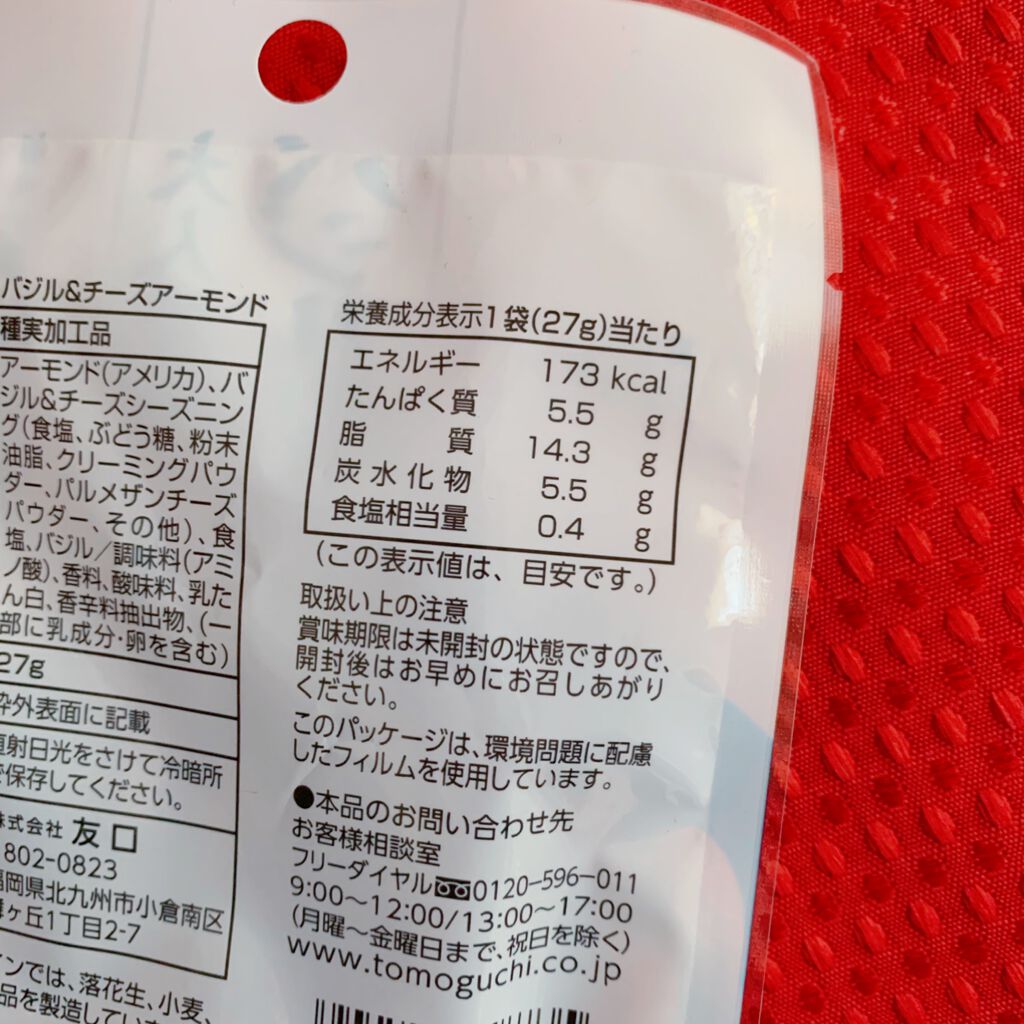 バジル&チーズアーモンド
種実加工品
アーモンド(アメリカ)、バ
ジル&チーズシーズニン
グ(食塩、ぶどう糖、粉末
油脂、クリーミングパウ
ダー、パルメザンチーズ
パウダー、その他)、食
塩、バジル／調味料(アミ
ノ酸)、香料、酸味料、乳た
ん白、香辛料抽出物、(一
部に乳成分・卵を含む)
27g
枠外表面に記載
直射日光をさけて冷暗所
で保存してください。
株式会社 友口
802-0823
福岡県北九州市小倉南区
ヶ丘1丁目2-7
インでは、落花生、小麦、
品を製造してい
栄養成分表示1袋(27g)当たり
エネルギー 173 kcal
たんぱく質 5.5 g
脂質 14.3 g
炭水化物 5.5 g
食塩相当量 0.4 g
(この表示値は、目安です。)
取扱い上の注意
賞味期限は未開封の状態ですので、
開封後はお早めにお召しあがり
ください。
このパッケージは、環境問題に配慮
したフィルムを使用しています。
●本品のお問い合わせ先
お客様相談室
フリーダイヤル 0120-596-011
9:00〜12:00/13:00〜17:00
(月曜〜金曜日まで、祝日を除く)
www.tomoguchi.co.jp